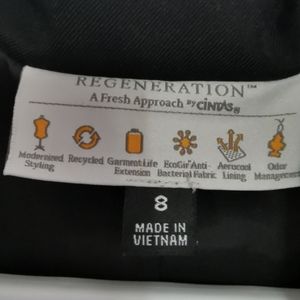 REGENERATION™
A Fresh Approach By CINTAS®
Modernized Styling
Recycled
Garment Life Extension
EcoGir Anti-Bacterial Fabric
Aerocool Lining
Odor Management
8
MADE IN
VIETNAM